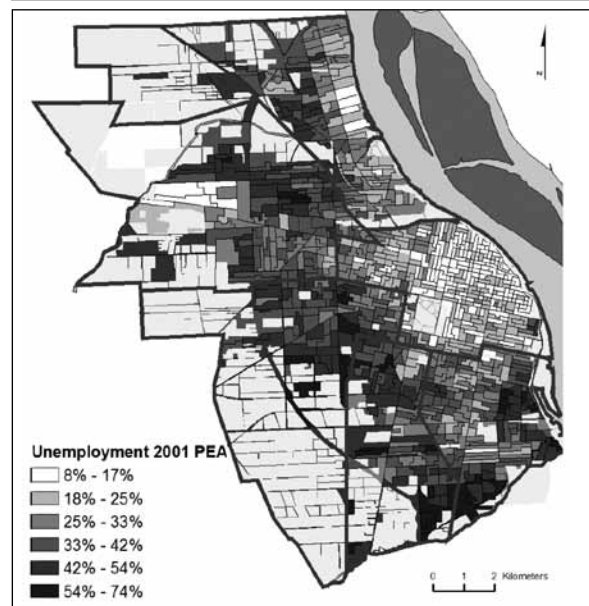 N
Unemployment 2001 PEA
8% - 17%
18% - 25%
25% - 33%
33% - 42%
42% - 54%
54% - 74%
0 1 2 Kilometers